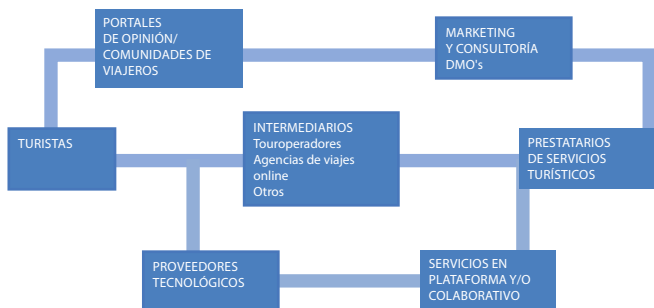 PORTALES
DE OPINIÓN/
COMUNIDADES DE
VIAJEROS
MARKETING
Y CONSULTORÍA
DMO's
TURISTAS
INTERMEDIARIOS
Touroperadores
Agencias de viajes
online
Otros
PRESTATARIOS
DE SERVICIOS
TURÍSTICOS
PROVEEDORES
TECNOLÓGICOS
SERVICIOS EN
PLATAFORMA Y/O
COLABORATIVO